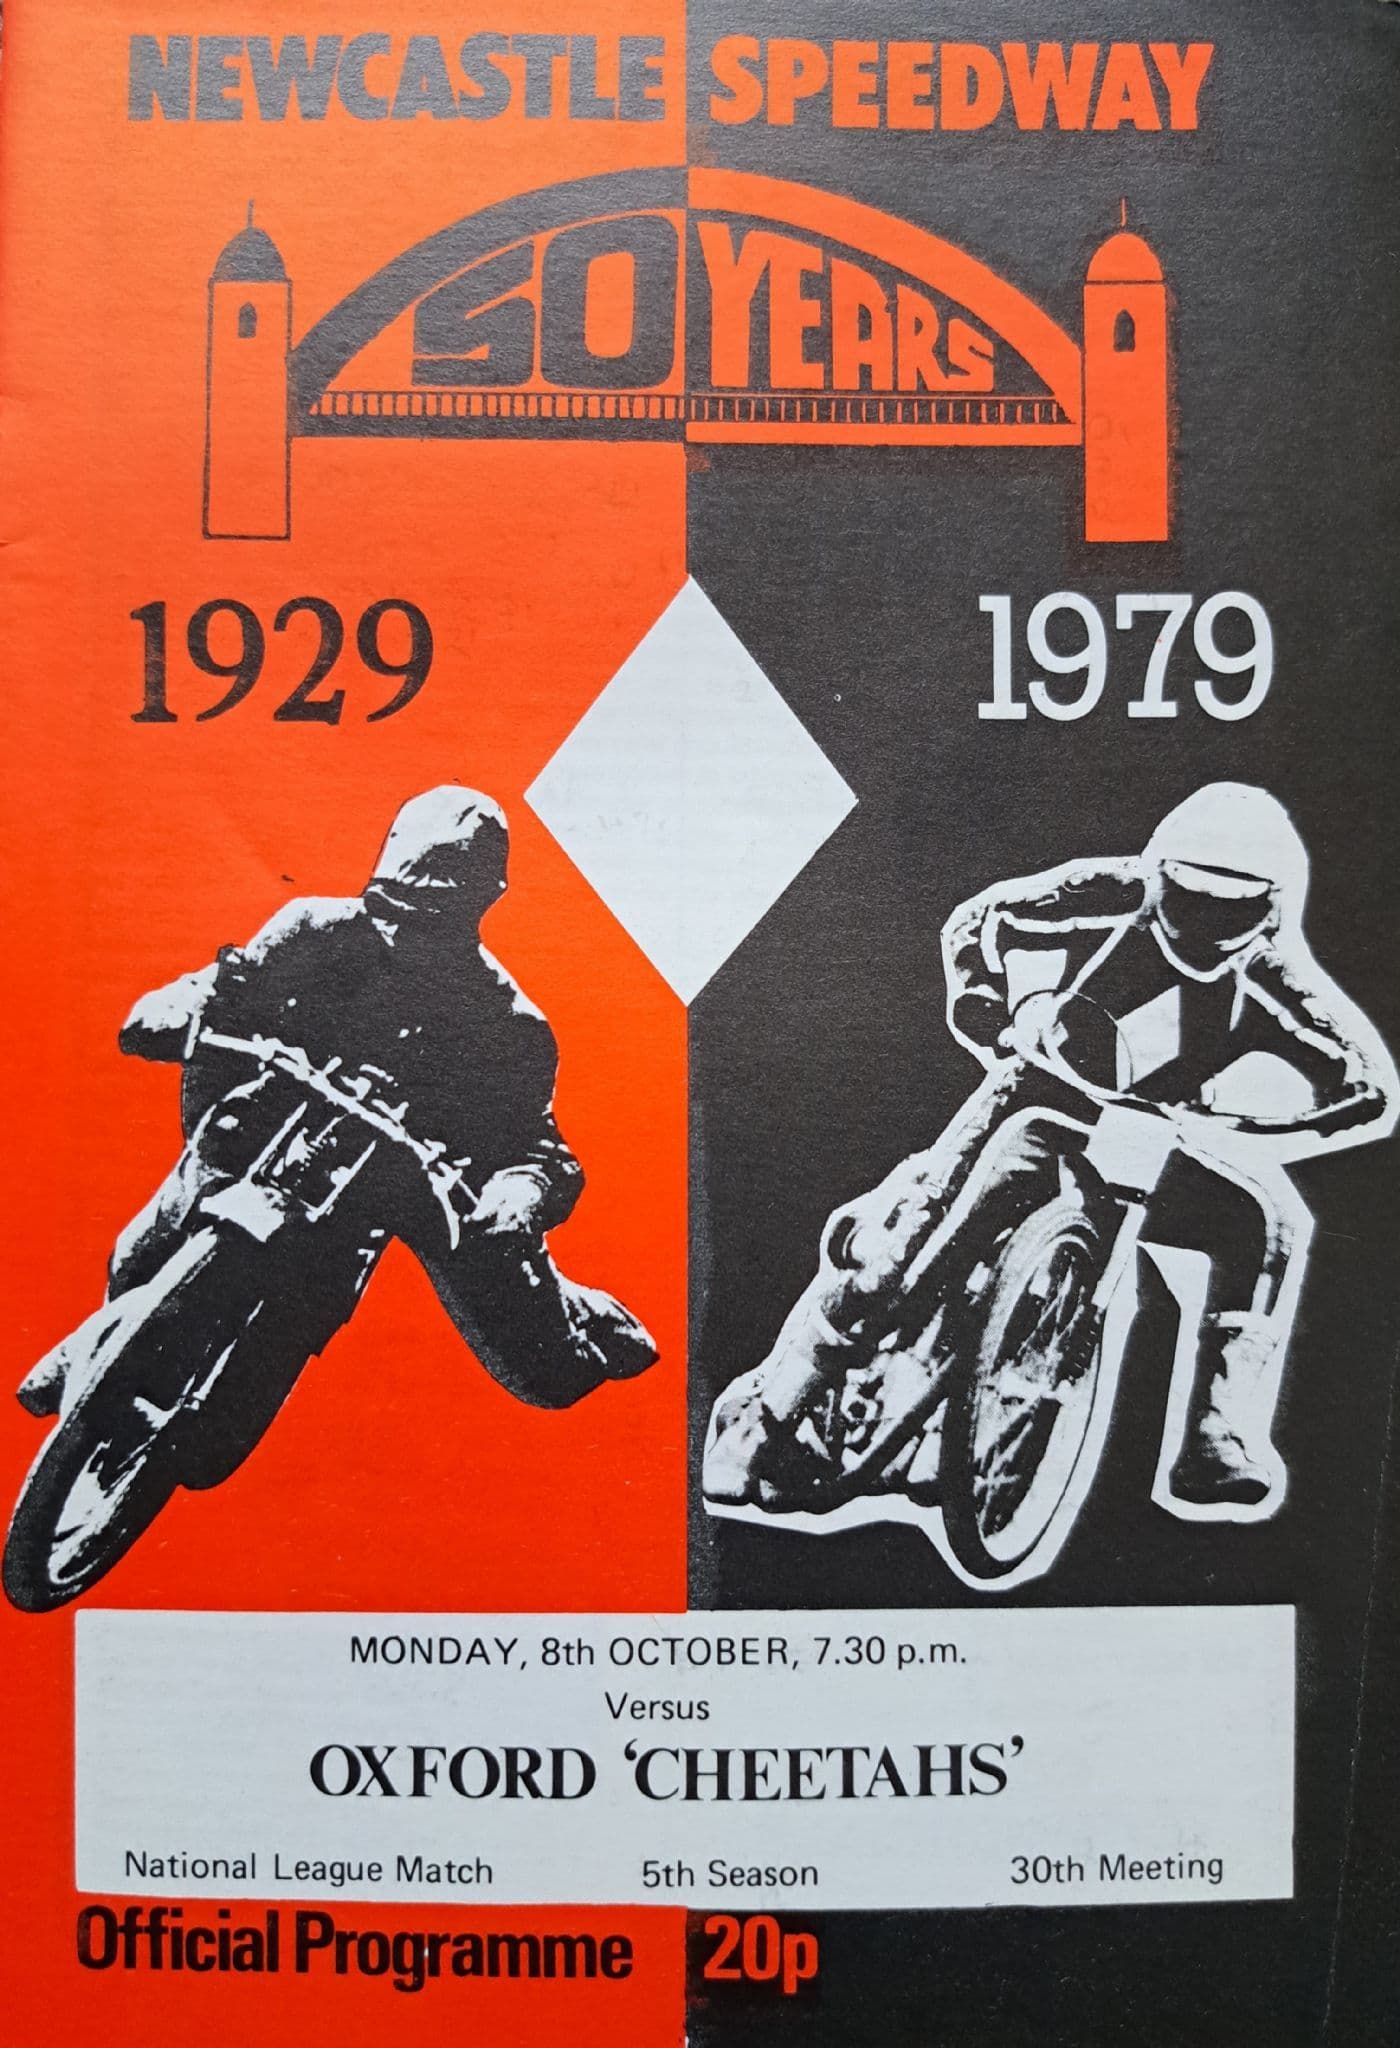 NEWCASTLE SPEEDWAY
50 YEARS
1929 1979
MONDAY, 8th OCTOBER, 7.30 p.m.
Versus
OXFORD ‘CHEETAHS’
National League Match 5th Season 30th Meeting
Official Programme 20p